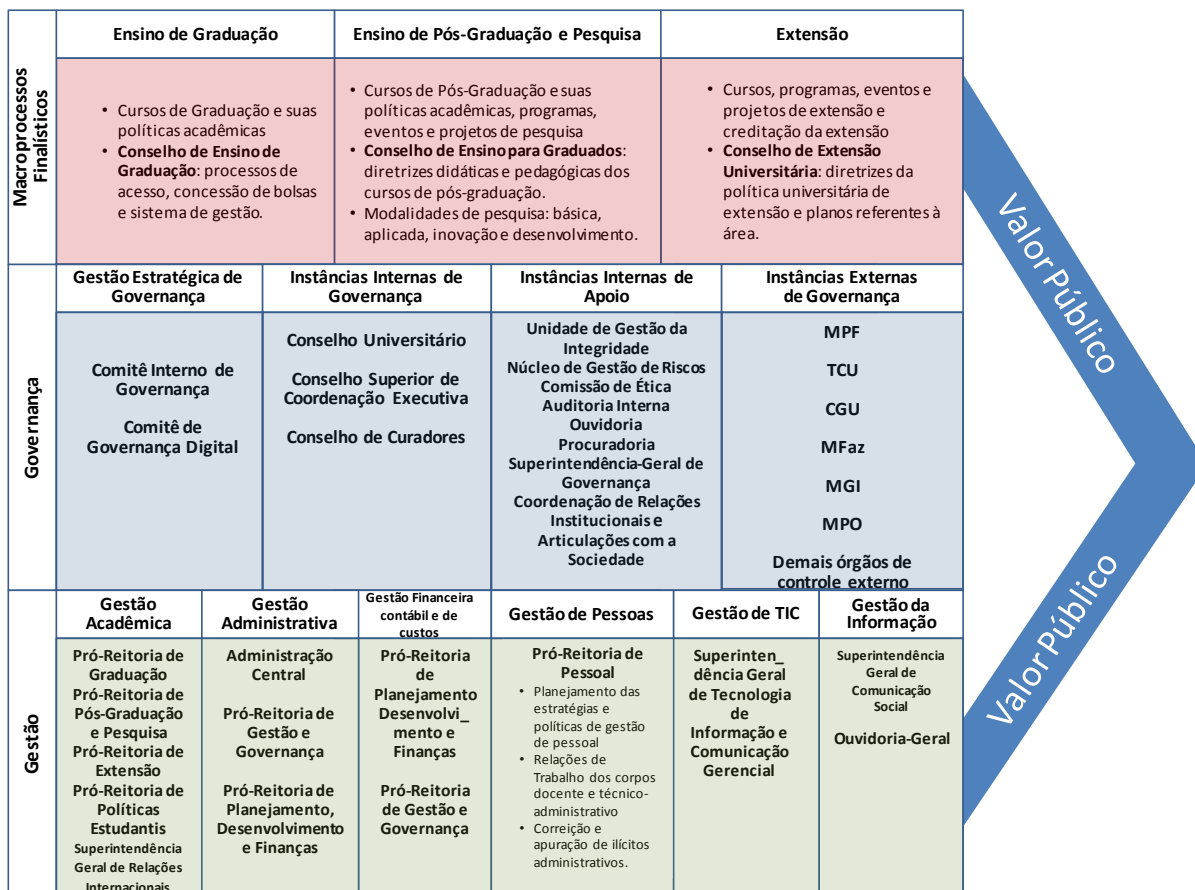 Macroprocessos
Finalísticos
Ensino de Graduação
• Cursos de Graduação e suas
políticas acadêmicas
• Conselho de Ensino de
Graduação: processos de
acesso, concessão de bolsas
e sistema de gestão.
Ensino de Pós-Graduação e Pesquisa
• Cursos de Pós-Graduação e suas
políticas acadêmicas, programas,
eventos e projetos de pesquisa
• Conselho de Ensino para Graduados:
diretrizes didáticas e pedagógicas dos
cursos de pós-graduação.
• Modalidades de pesquisa: básica,
aplicada, inovação e desenvolvimento.
Extensão
• Cursos, programas, eventos e
projetos de extensão e
creditação da extensão
• Conselho de Extensão
Universitária: diretrizes da
política universitária de
extensão e planos referentes à
área.
Governança
Gestão Estratégica de
Governança
Comitê Interno de
Governança
Comitê de
Governança Digital
Instâncias Internas de
Governança
Conselho Universitário
Conselho Superior de
Coordenação Executiva
Conselho de Curadores
Instâncias Internas de
Apoio
Unidade de Gestão da
Integridade
Núcleo de Gestão de Riscos
Comissão de Ética
Auditoria Interna
Ouvidoria
Procuradoria
Superintendência-Geral de
Governança
Coordenação de Relações
Institucionais e
Articulações com a
Sociedade
Instâncias Externas
de Governança
MPF
TCU
CGU
MFaz
MGI
MPO
Demais órgãos de
controle externo
Gestão
Gestão
Acadêmica
Pró-Reitoria de
Graduação
Pró-Reitoria de
Pós-Graduação
e Pesquisa
Pró-Reitoria de
Extensão
Pró-Reitoria de
Políticas
Estudantis
Superintendência
Geral de Relações
Internacionais
Gestão
Administrativa
Administração
Central
Pró-Reitoria de
Gestão e
Governança
Pró-Reitoria de
Planejamento,
Desenvolvimento
e Finanças
Gestão Financeira
contábil e de
custos
Pró-Reitoria
de
Planejamento
Desenvolvi_
mento e
Finanças
Pró-Reitoria
de Gestão e
Governança
Gestão de Pessoas
Pró-Reitoria de
Pessoal
• Planejamento das
estratégias e
políticas de gestão
de pessoal
• Relações de
Trabalho dos corpos
docente e técnico-
administrativo
• Correição e
apuração de ilícitos
administrativos.
Gestão de TIC
Superinten_
dência Geral
de Tecnologia
de
Informação e
Comunicação
Gerencial
Gestão da
Informação
Superintendência
Geral de
Comunicação
Social
Ouvidoria-Geral
Valor Público
Valor Público